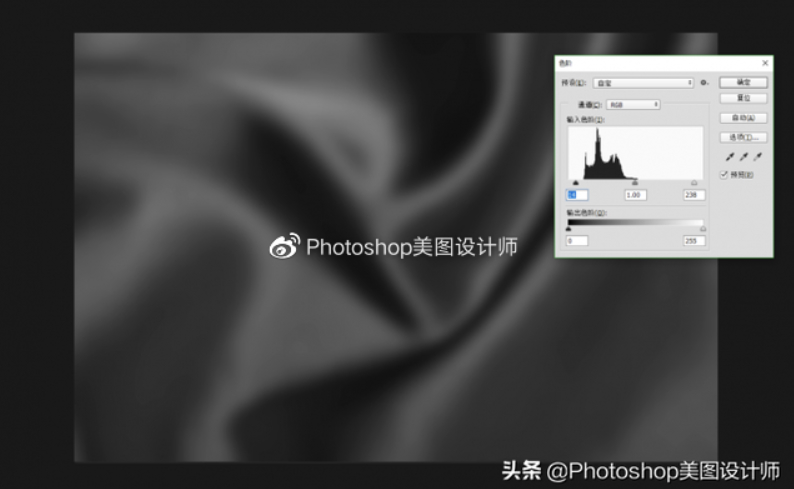 色阶
预设(E): 自定
确定
通道(C): RGB
复位
输入色阶(I):
自动(A)
选项(T)...
预览(P)
1.00
238
输出色阶(O):
0
255
Photoshop美图设计师
头条 @Photoshop美图设计师